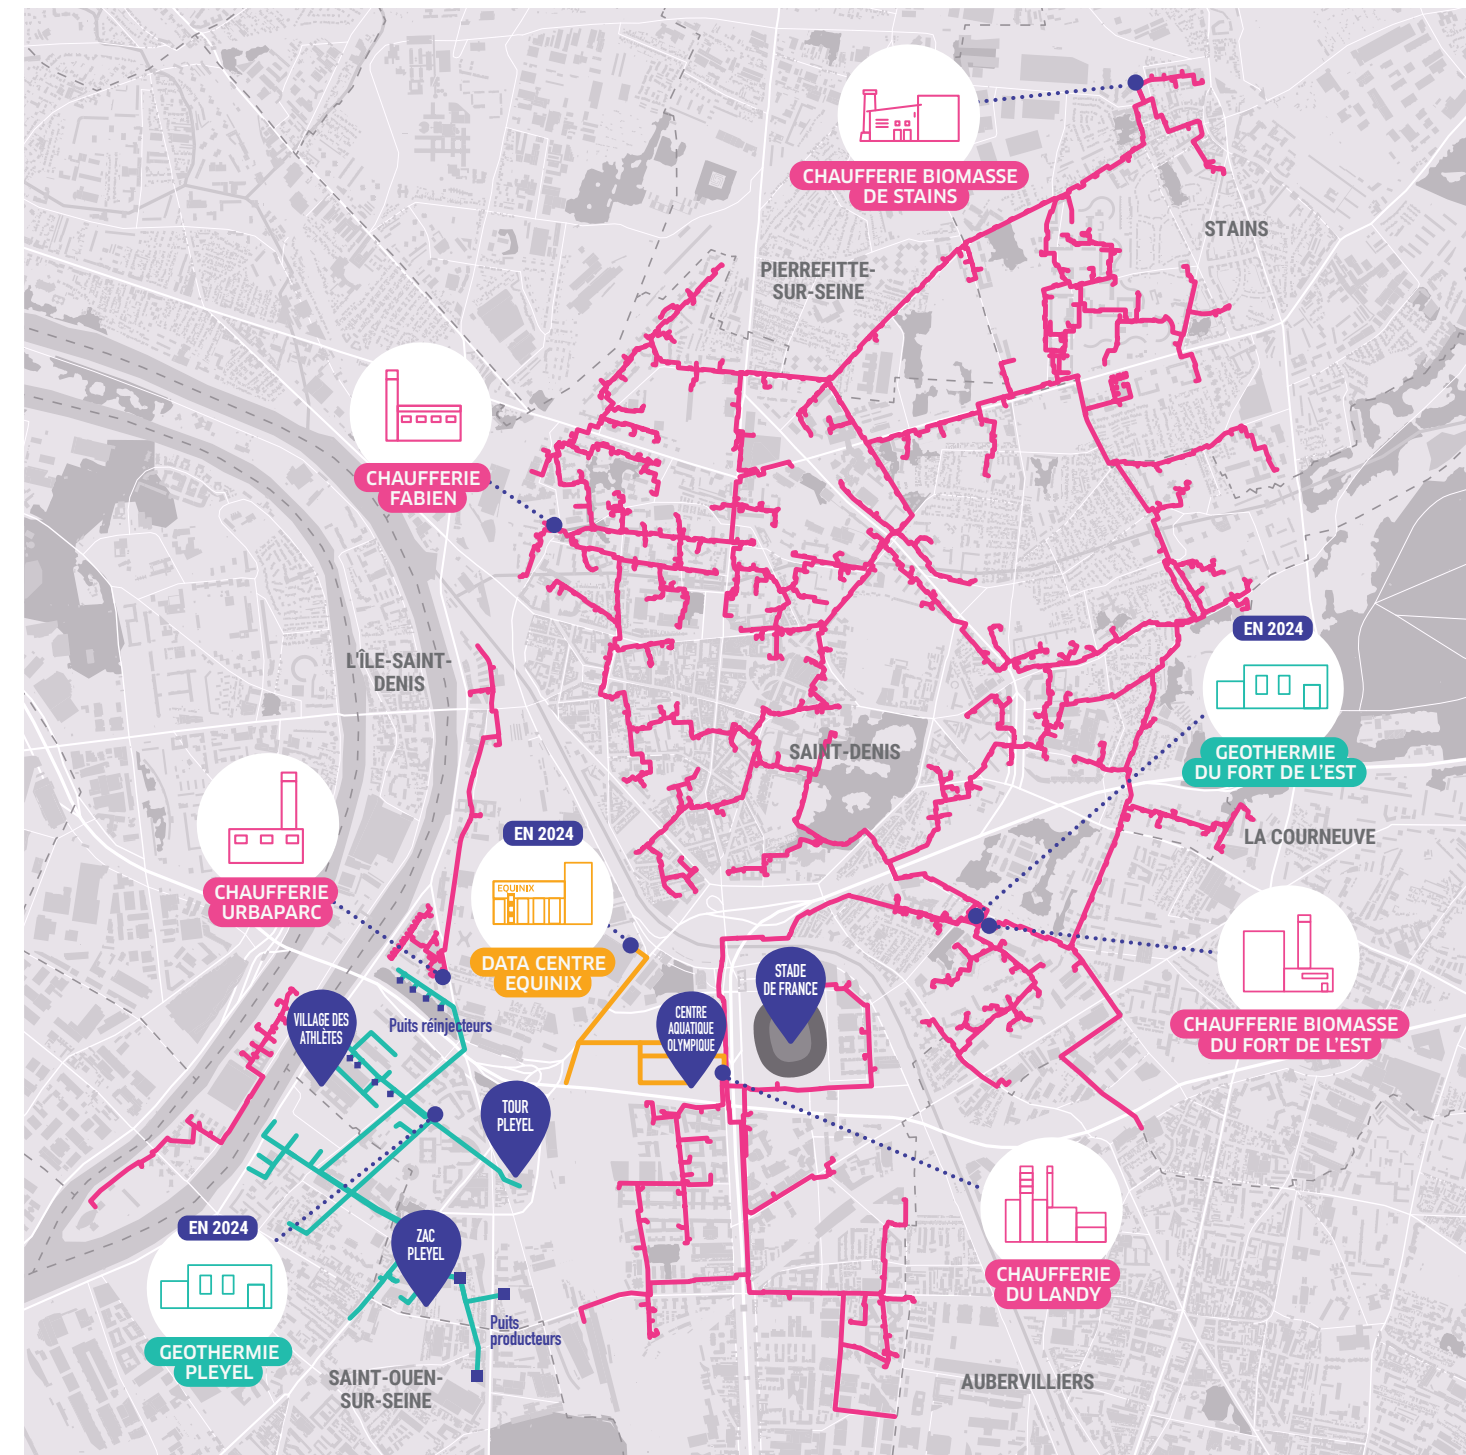 CHAUFFERIE BIOMASSE
DE STAINS
STAINS
PIERREFITTE-
SUR-SEINE
CHAUFFERIE
FABIEN
EN 2024
L'ÎLE-SAINT-
DENIS
GEOTHERMIE
DU FORT DE L'EST
SAINT-DENIS
EN 2024
LA COURNEUVE
CHAUFFERIE
URBAPARC
EQUINIX
DATA CENTRE
EQUINIX
STADE
DE FRANCE
VILLAGE DES
ATHLÈTES
Puits réinjecteurs
CENTRE
AQUATIQUE
OLYMPIQUE
CHAUFFERIE BIOMASSE
DU FORT DE L'EST
TOUR
PLEYEL
EN 2024
ZAC
PLEYEL
CHAUFFERIE
DU LANDY
Puits
producteurs
GEOTHERMIE
PLEYEL
SAINT-OUEN-
SUR-SEINE
AUBERVILLIERS